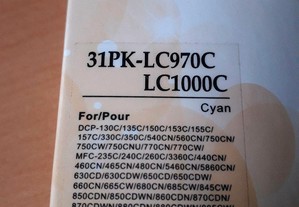 31PK-LC970C
LC1000C
Cyan
For/Pour
DCP-130C/135C/150C/153C/155C/
157C/330C/350C/540CN/560CN/750CN/
750CW/750CNU/770CN/770CW/
MFC-235C/240C/260C/3360C/440CN/
460CN/465CN/480CN/5460CN/5860CN/
630CD/630CDW/650CD/650CDW/
660CN/665CW/680CN/685CW/845CW/
850CDN/850CDWN/860CDN/870CDN/